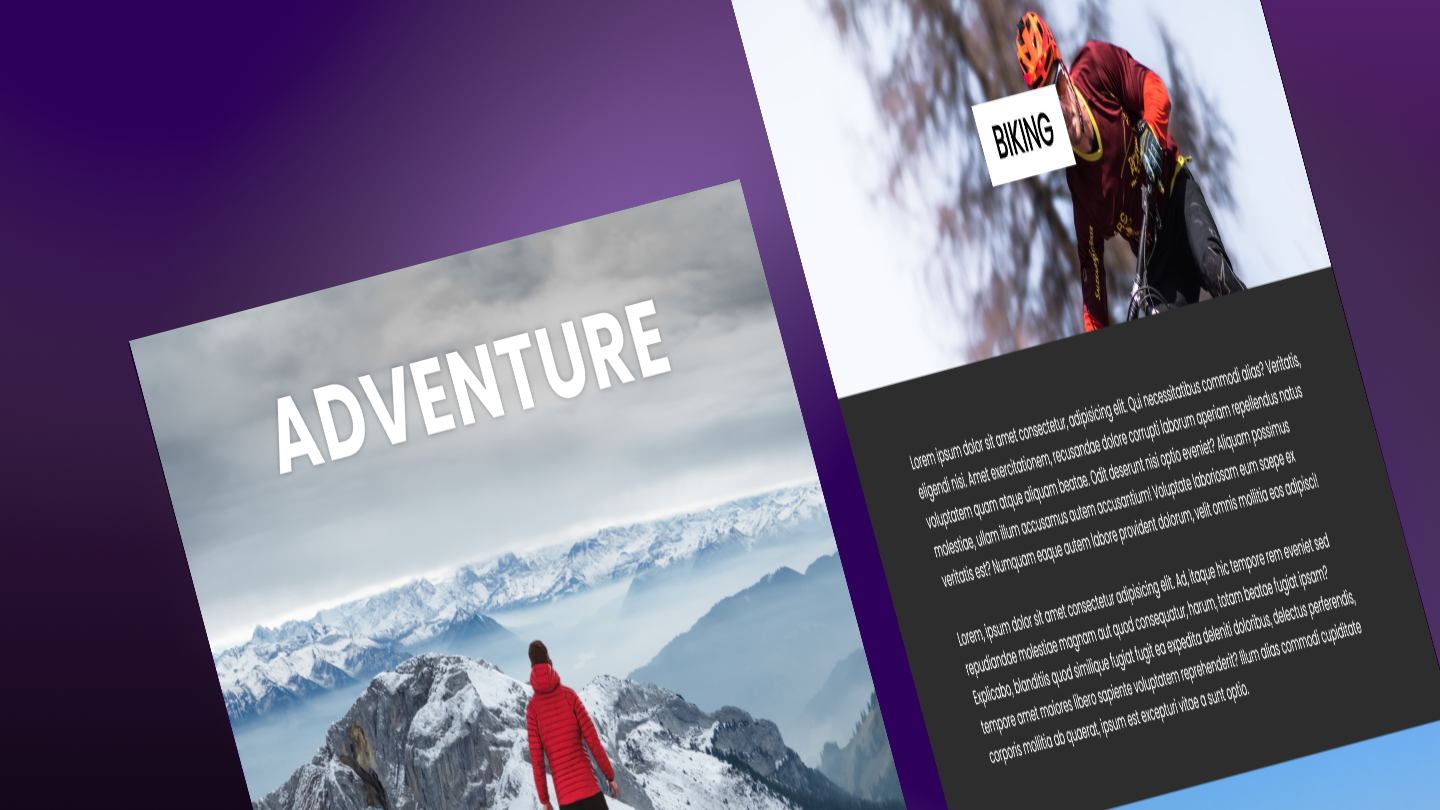 ADVENTURE
BIKING
Lorem ipsum dolor sit amet consectetur, adipisicing elit. Qui necessitatibus commodi alias? Veritatis,
eligendi nisi. Amet exercitationem, recusandae dolore corrupti laborum aperiam repellendus natus
voluptatem quam atque aliquam beatae. Odit deserunt nisi optio eveniet? Aliquam possimus
molestiae, ullam illum accusamus autem accusantium! Voluptate laboriosam eum saepe ex
veritatis est? Numquam eaque autem labore provident dolorum, velit omnis mollitia eos adipisci!
Lorem, ipsum dolor sit amet consectetur adipisicing elit. Ad, itaque hic tempore rem eveniet sed
repudiandae molestiae magnam aut quod consequatur, harum, totam beatae fugiat ipsam?
Explicabo, blanditiis quod similique fugiat fugit ea expedita deleniti doloribus, delectus perferendis,
tempore amet maiores libero sapiente voluptatem reprehenderit? Illum alias commodi cupiditate
corporis mollitia ab quaerat, ipsum est excepturi vitae a sunt optio.